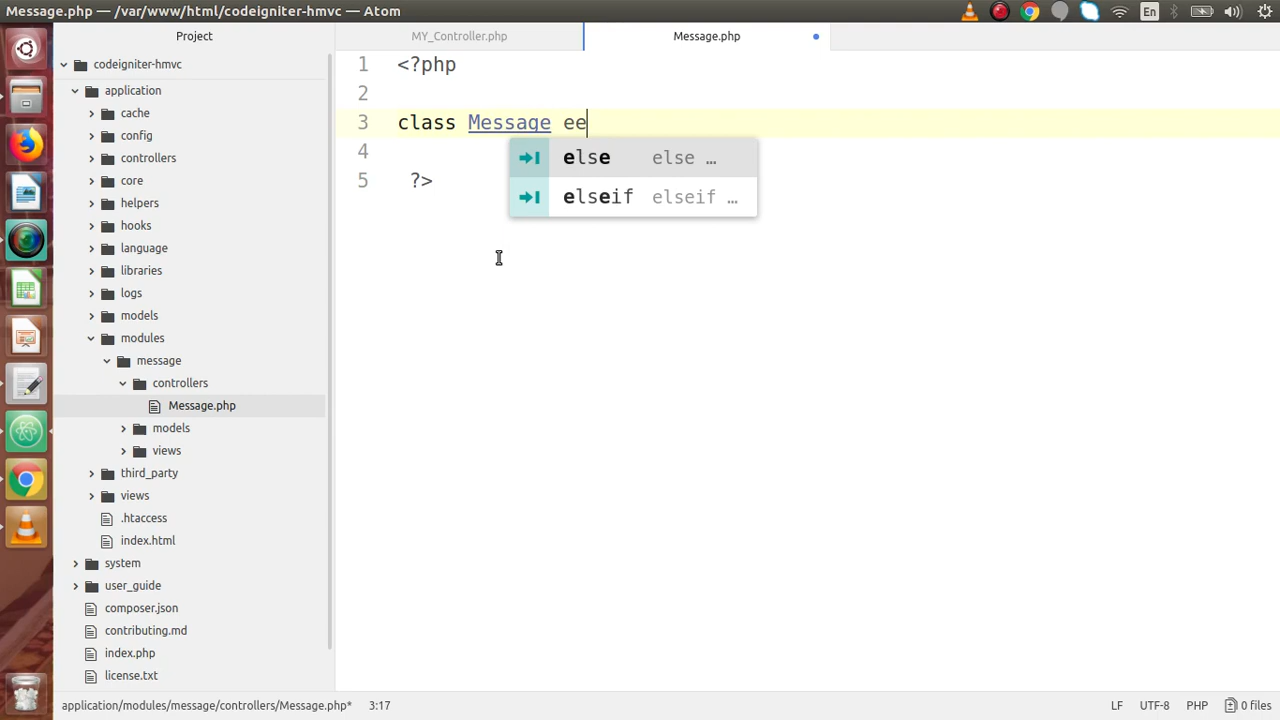 Message.php — /var/www/html/codeigniter-hmvc — Atom
En
Project
MY_Controller.php
Message.php
codeigniter-hmvc
application
cache
config
controllers
core
helpers
hooks
language
libraries
logs
models
modules
message
controllers
Message.php
models
views
third_party
views
.htaccess
index.html
system
user_guide
composer.json
contributing.md
index.php
license.txt
1 <?php
2
3 class Message ee
4
5 ?>
else else …
elseif elseif …
application/modules/message/controllers/Message.php* 3:17
LF UTF-8 PHP 0 files